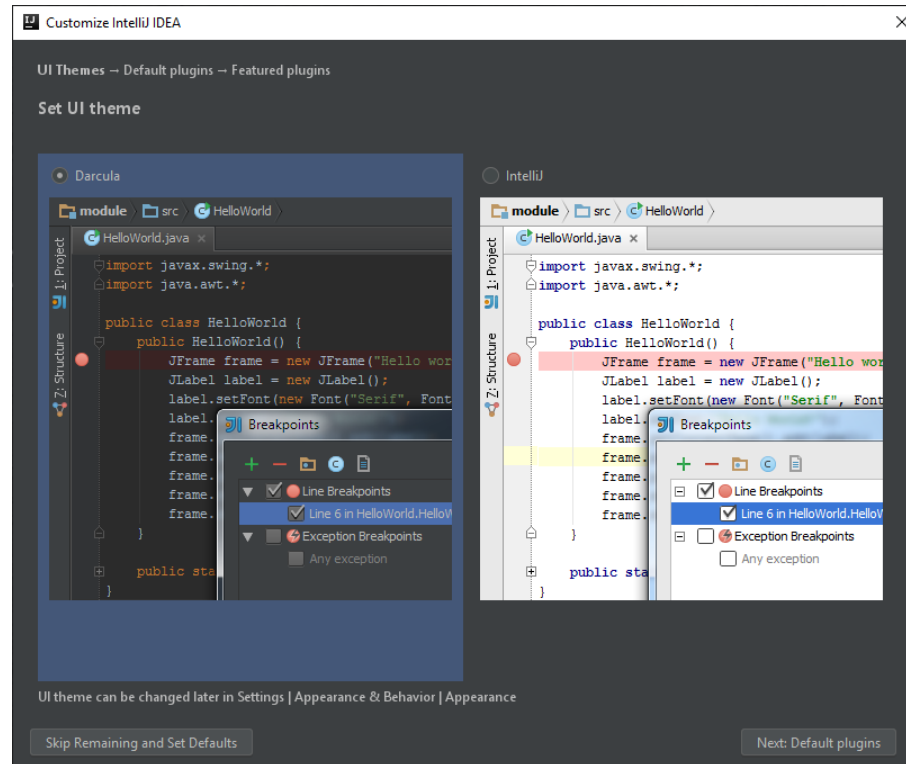 Customize IntelliJ IDEA
UI Themes → Default plugins → Featured plugins
Set UI theme
Darcula
module src HelloWorld
HelloWorld.java ×
1: Project
Z: Structure
import javax.swing.*;
import java.awt.*;
public class HelloWorld {
public HelloWorld() {
JFrame frame = new JFrame("Hello wor
JLabel label = new JLabel();
label.setFont(new Font("Serif", Font
label.
frame.
frame.
frame.
frame.
frame.
}
public sta
}
Breakpoints
Line Breakpoints
Line 6 in HelloWorld.HelloW
Exception Breakpoints
Any exception
IntelliJ
module src HelloWorld
HelloWorld.java ×
1: Project
Z: Structure
import javax.swing.*;
import java.awt.*;
public class HelloWorld {
public HelloWorld() {
JFrame frame = new JFrame("Hello wor
JLabel label = new JLabel();
label.setFont(new Font("Serif", Font
label.
frame.
frame.
frame.
frame.
frame.
}
public sta
}
Breakpoints
Line Breakpoints
Line 6 in HelloWorld.HelloW
Exception Breakpoints
Any exception
UI theme can be changed later in Settings | Appearance & Behavior | Appearance
Skip Remaining and Set Defaults
Next: Default plugins